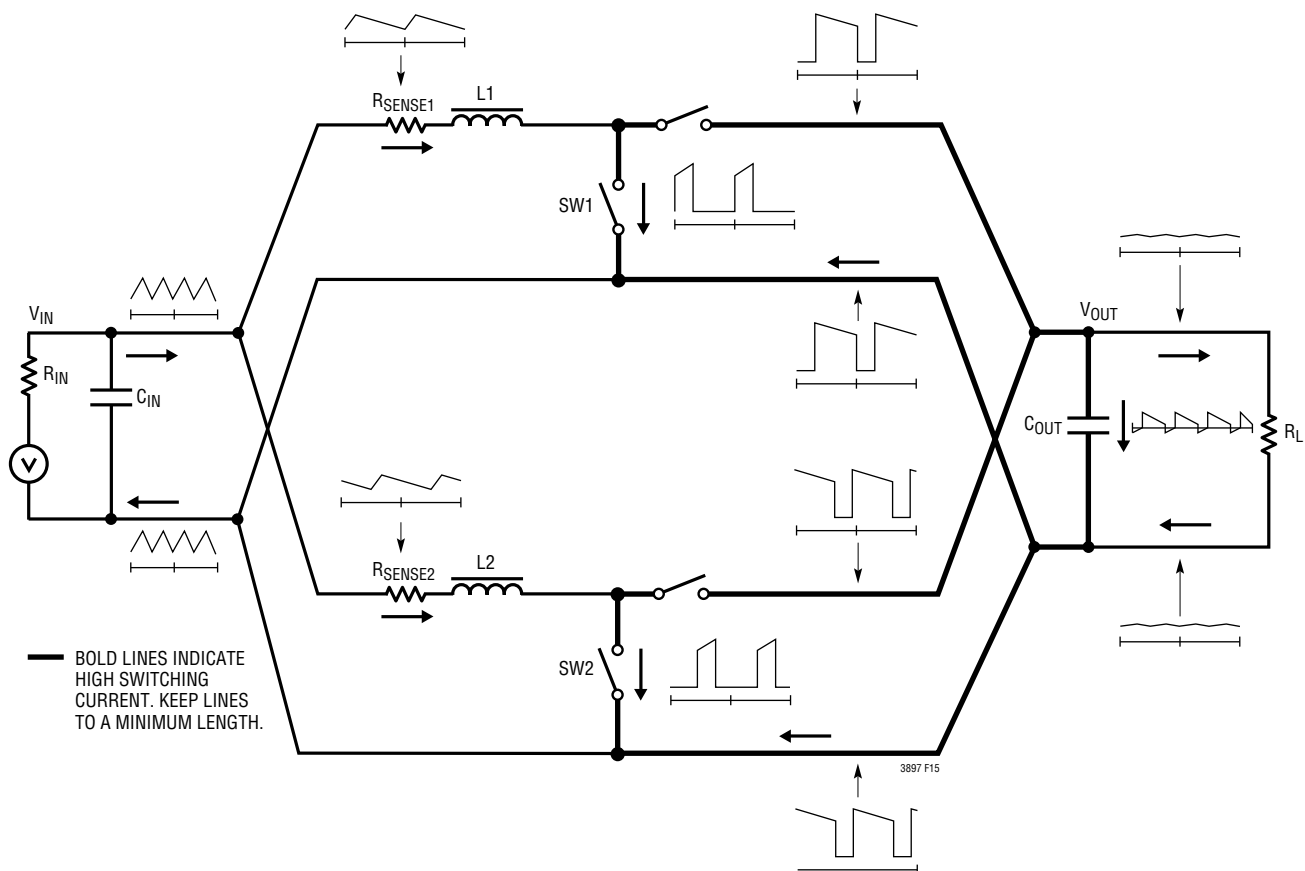 RSENSE1
L1
SW1
VIN
RIN
CIN
V
VOUT
COUT
RL
RSENSE2
L2
SW2
BOLD LINES INDICATE
HIGH SWITCHING
CURRENT. KEEP LINES
TO A MINIMUM LENGTH.
3897 F15